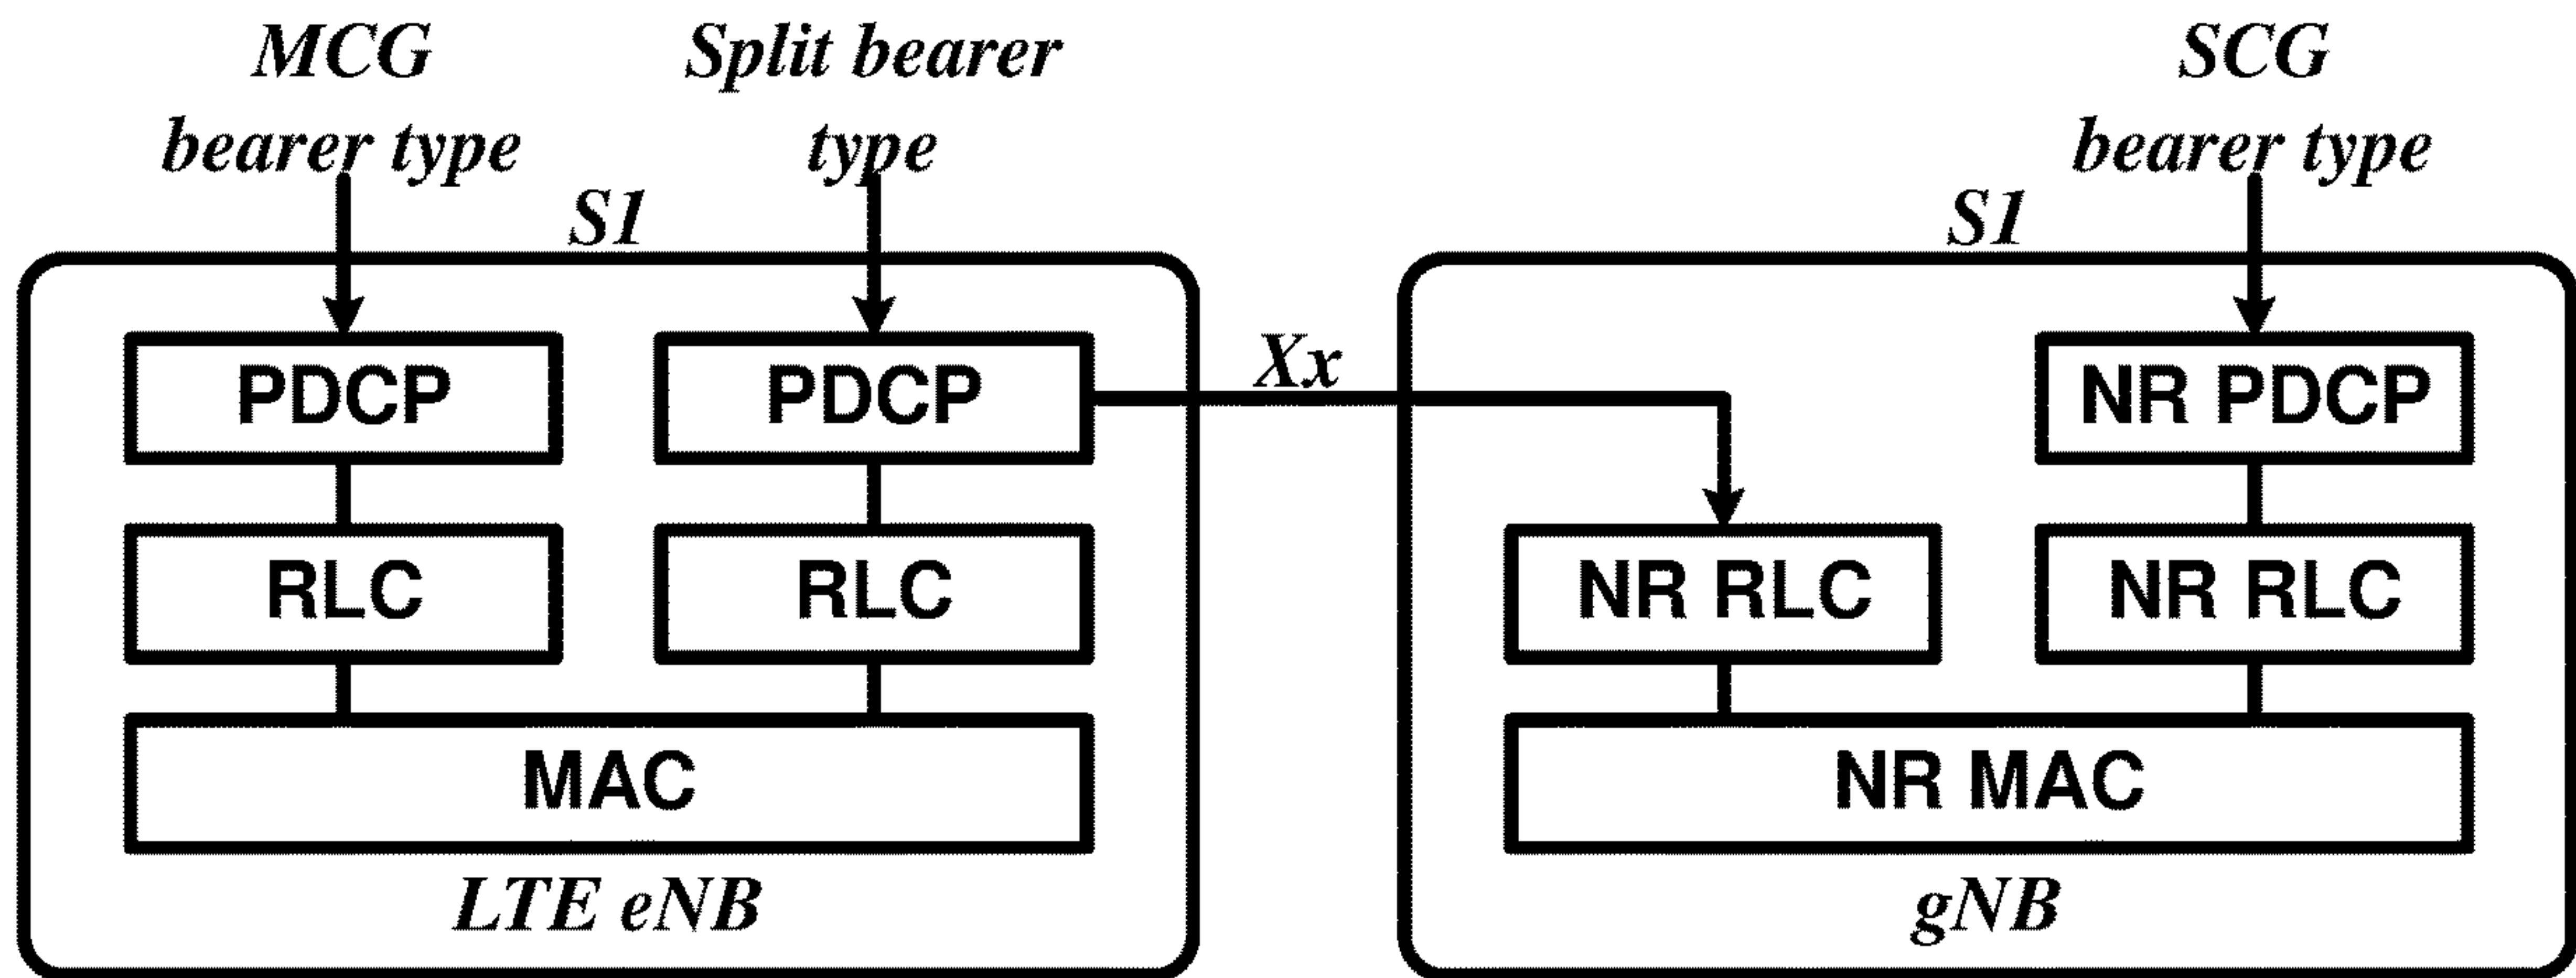 MCG
bearer type
Split bearer
type
SCG
bearer type
S1
S1
PDCP
PDCP
Xx
NR PDCP
RLC
RLC
NR RLC
NR RLC
MAC
NR MAC
LTE eNB
gNB